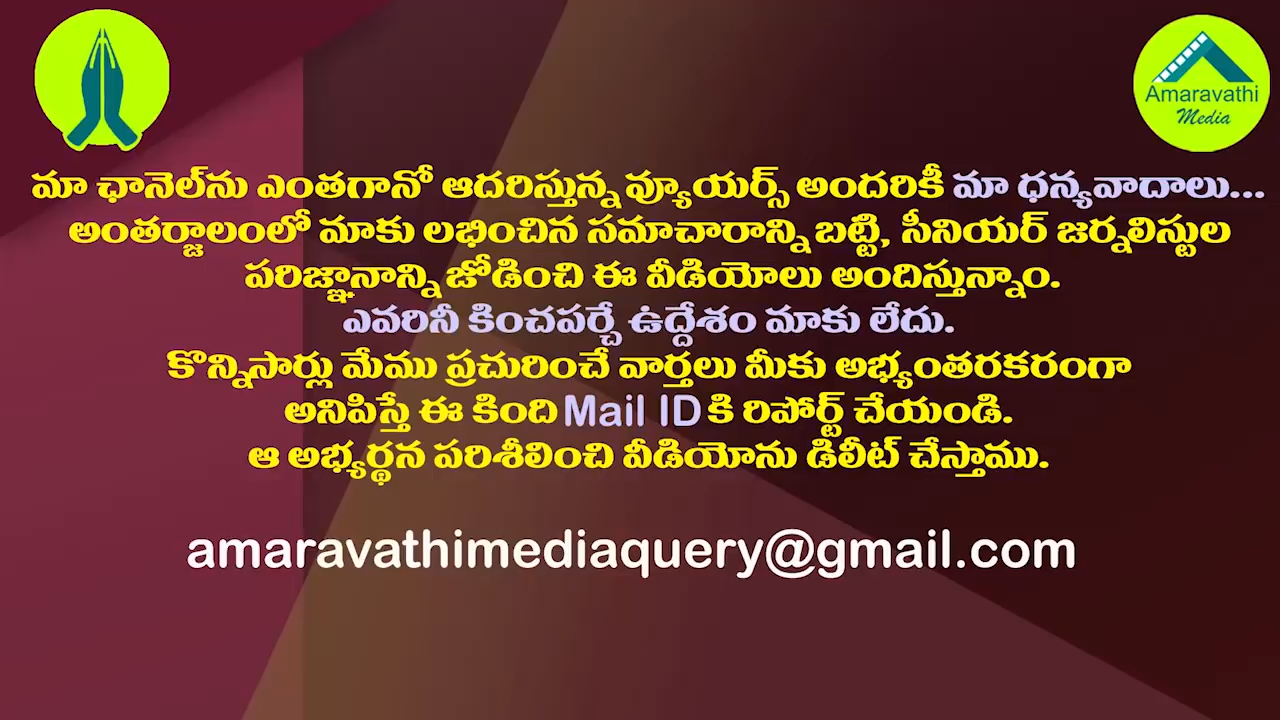 Amaravathi
Media
మా ఛానెల్‌ను ఎంతగానో ఆదరిస్తున్న వ్యూయర్స్ అందరికీ మా ధన్యవాదాలు...
అంతర్జాలంలో మాకు లభించిన సమాచారాన్ని బట్టి, సీనియర్ జర్నలిస్టుల
పరిజ్ఞానాన్ని జోడించి ఈ వీడియోలు అందిస్తున్నాం.
ఎవరినీ కించపర్చే ఉద్దేశం మాకు లేదు.
కొన్నిసార్లు మేము ప్రచురించే వార్తలు మీకు అభ్యంతరకరంగా
అనిపిస్తే ఈ కింది Mail ID కి రిపోర్ట్ చేయండి.
ఆ అభ్యర్థన పరిశీలించి వీడియోను డిలీట్ చేస్తాము.
amaravathimediaquery@gmail.com